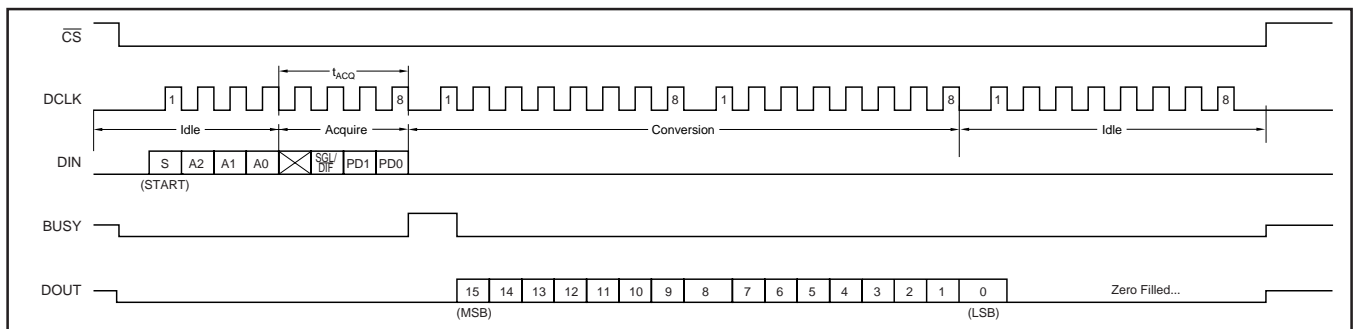 CS
tACQ
DCLK 1 8 1 8 1 8 1 8
Idle Acquire Conversion Idle
DIN S A2 A1 A0 SGL/DIF PD1 PD0
(START)
BUSY
DOUT 15 14 13 12 11 10 9 8 7 6 5 4 3 2 1 0 Zero Filled...
(MSB) (LSB)